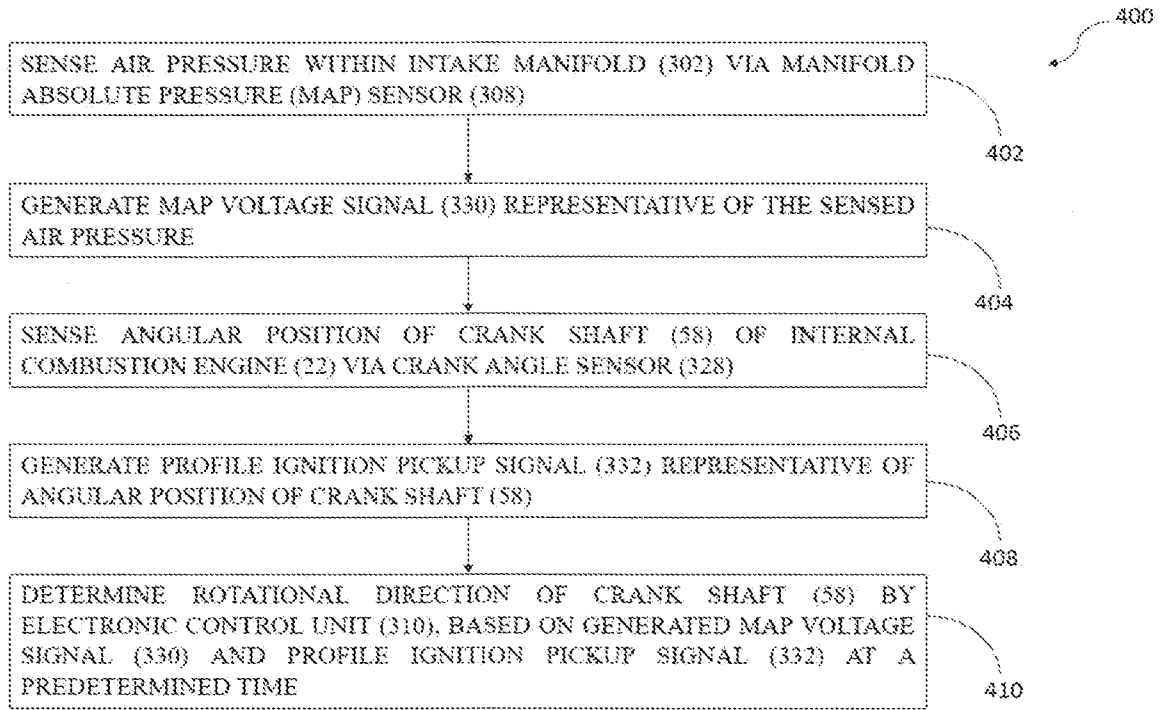 400
SENSE AIR PRESSURE WITHIN INTAKE MANIFOLD (302) VIA MANIFOLD
ABSOLUTE PRESSURE (MAP) SENSOR (308)
402
GENERATE MAP VOLTAGE SIGNAL (330) REPRESENTATIVE OF THE SENSED
AIR PRESSURE
404
SENSE ANGULAR POSITION OF CRANK SHAFT (58) OF INTERNAL
COMBUSTION ENGINE (22) VIA CRANK ANGLE SENSOR (328)
406
GENERATE PROFILE IGNITION PICKUP SIGNAL (332) REPRESENTATIVE OF
ANGULAR POSITION OF CRANK SHAFT (58)
408
DETERMINE ROTATIONAL DIRECTION OF CRANK SHAFT (58) BY
ELECTRONIC CONTROL UNIT (310), BASED ON GENERATED MAP VOLTAGE
SIGNAL (330) AND PROFILE IGNITION PICKUP SIGNAL (332) AT A
PREDETERMINED TIME
410